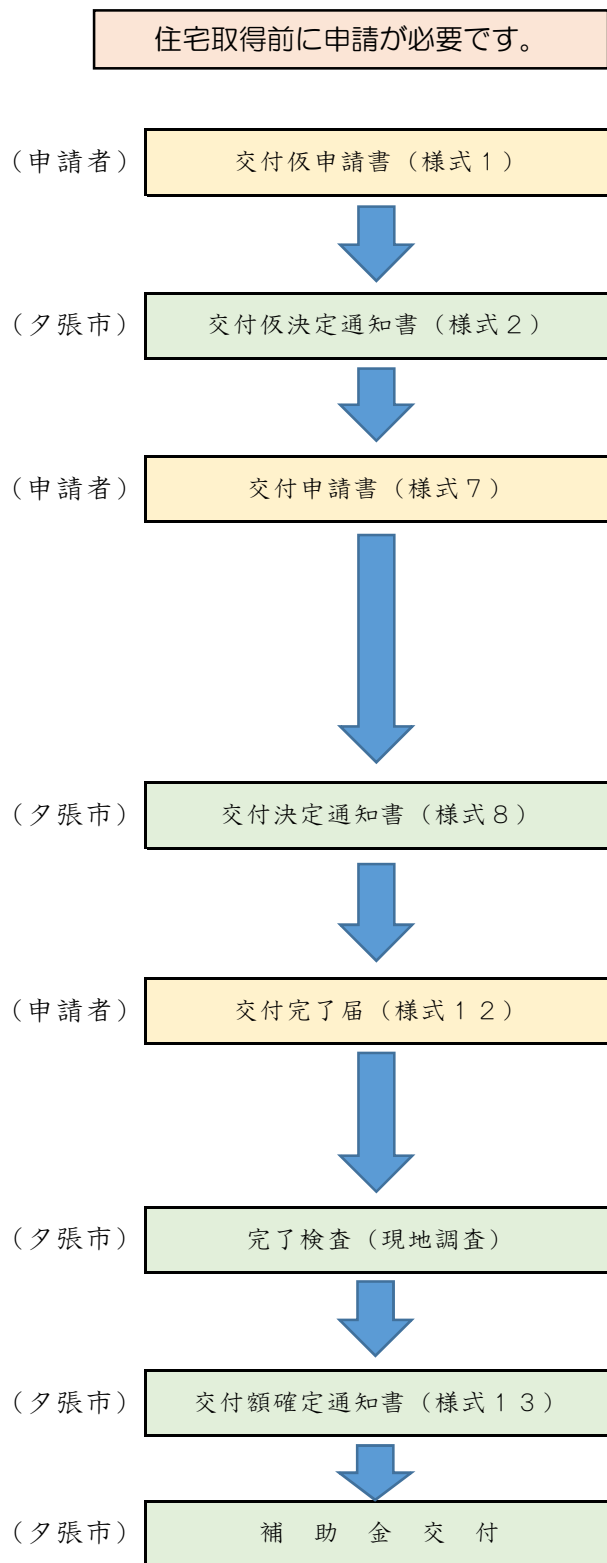 住宅取得前に申請が必要です。
（申請者） 交付仮申請書（様式１）
（夕張市） 交付仮決定通知書（様式２）
（申請者） 交付申請書（様式７）
（夕張市） 交付決定通知書（様式８）
（申請者） 交付完了届（様式１２）
（夕張市） 完了検査（現地調査）
（夕張市） 交付額確定通知書（様式１３）
（夕張市） 補　助　金　交　付